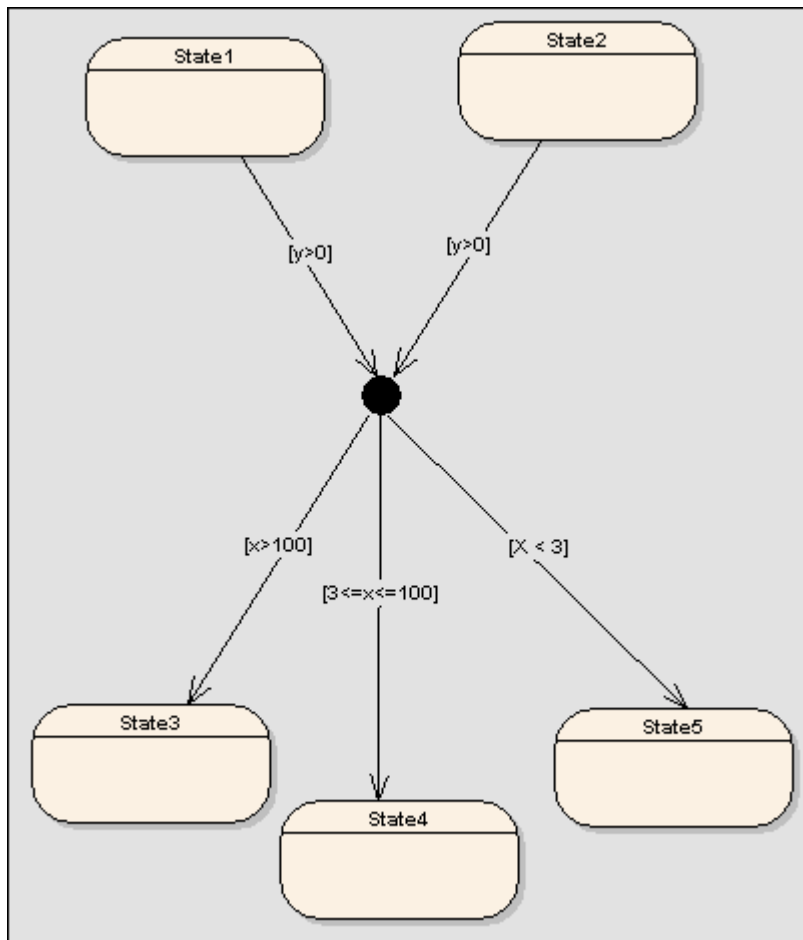 State1
State2
[y>0]
[y>0]
[x>100]
[X < 3]
[3<=x<=100]
State3
State5
State4